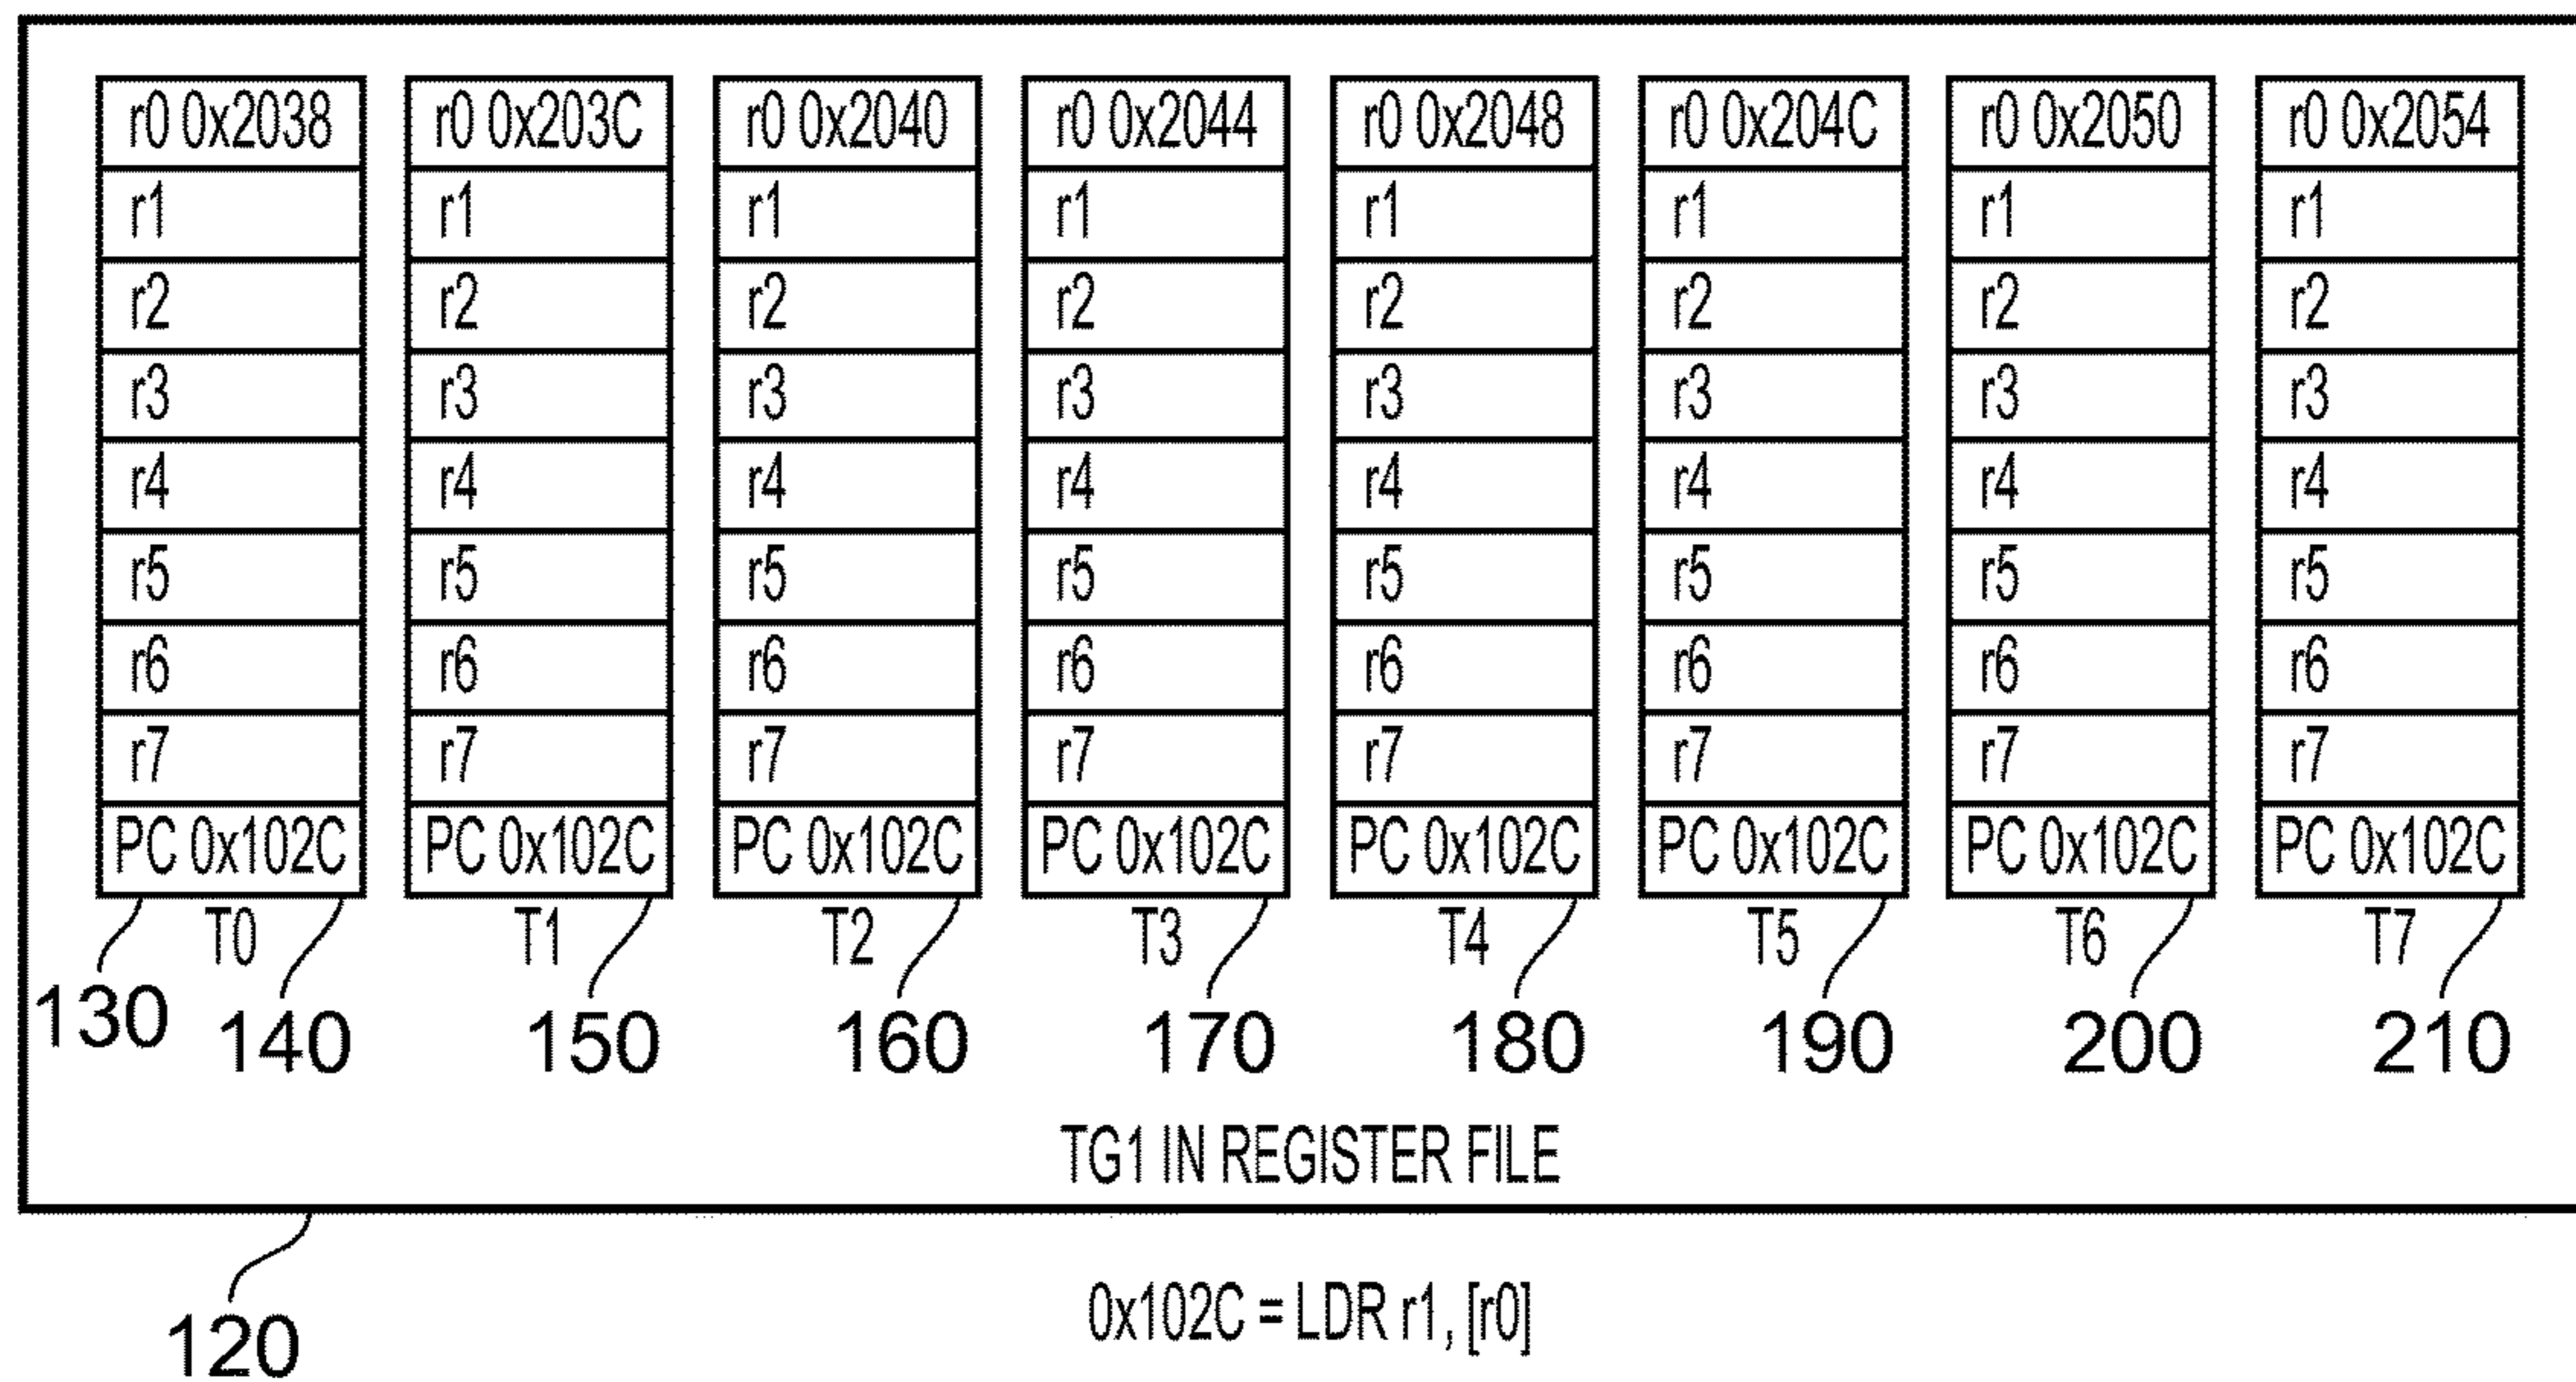 r0 0x2038 r0 0x203C r0 0x2040 r0 0x2044 r0 0x2048 r0 0x204C r0 0x2050 r0 0x2054
r1 r1 r1 r1 r1 r1 r1 r1
r2 r2 r2 r2 r2 r2 r2 r2
r3 r3 r3 r3 r3 r3 r3 r3
r4 r4 r4 r4 r4 r4 r4 r4
r5 r5 r5 r5 r5 r5 r5 r5
r6 r6 r6 r6 r6 r6 r6 r6
r7 r7 r7 r7 r7 r7 r7 r7
PC 0x102C PC 0x102C PC 0x102C PC 0x102C PC 0x102C PC 0x102C PC 0x102C PC 0x102C
T0 T1 T2 T3 T4 T5 T6 T7
130 140 150 160 170 180 190 200 210
TG1 IN REGISTER FILE
0x102C = LDR r1, [r0]
120